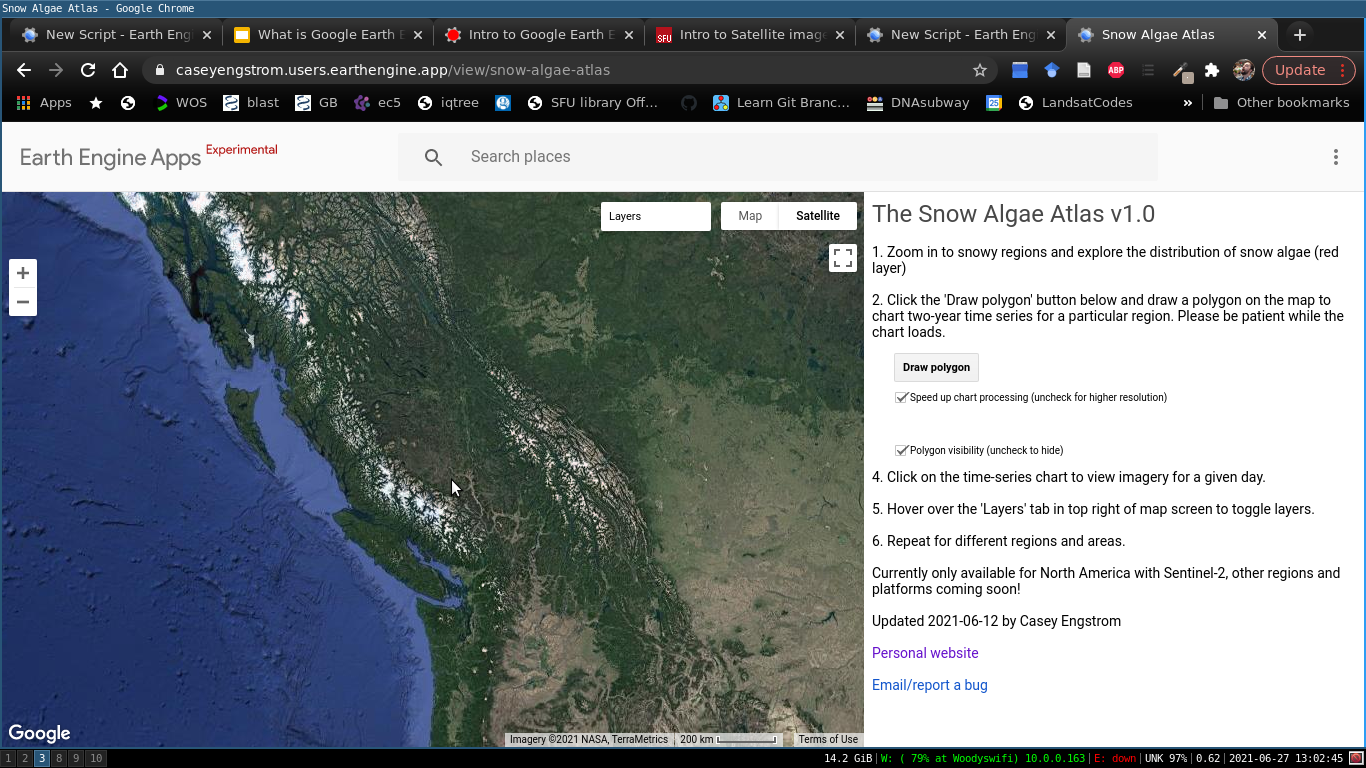 Snow Algae Atlas - Google Chrome
New Script - Earth Eng
What is Google Earth E
Intro to Google Earth E
SFU
Intro to Satellite image
New Script - Earth Eng
Snow Algae Atlas
caseyengstrom.users.earthengine.app/view/snow-algae-atlas
ABP
Update
Apps
WOS
blast
GB
ec5
iqtree
SFU library Off...
Learn Git Branc...
DNAsubway
25
LandsatCodes
»
Other bookmarks
Earth Engine Apps Experimental
Search places
Layers
Map
Satellite
The Snow Algae Atlas v1.0
1. Zoom in to snowy regions and explore the distribution of snow algae (red
layer)
2. Click the 'Draw polygon' button below and draw a polygon on the map to
chart two-year time series for a particular region. Please be patient while the
chart loads.
Draw polygon
Speed up chart processing (uncheck for higher resolution)
Polygon visibility (uncheck to hide)
4. Click on the time-series chart to view imagery for a given day.
5. Hover over the 'Layers' tab in top right of map screen to toggle layers.
6. Repeat for different regions and areas.
Currently only available for North America with Sentinel-2, other regions and
platforms coming soon!
Updated 2021-06-12 by Casey Engstrom
Personal website
Email/report a bug
Google
Imagery ©2021 NASA, TerraMetrics
200 km
Terms of Use
1 2 3 8 9 10
14.2 GiB|W: ( 79% at Woodyswifi) 10.0.0.163|E: down|UNK 97%|0.62|2021-06-27 13:02:45